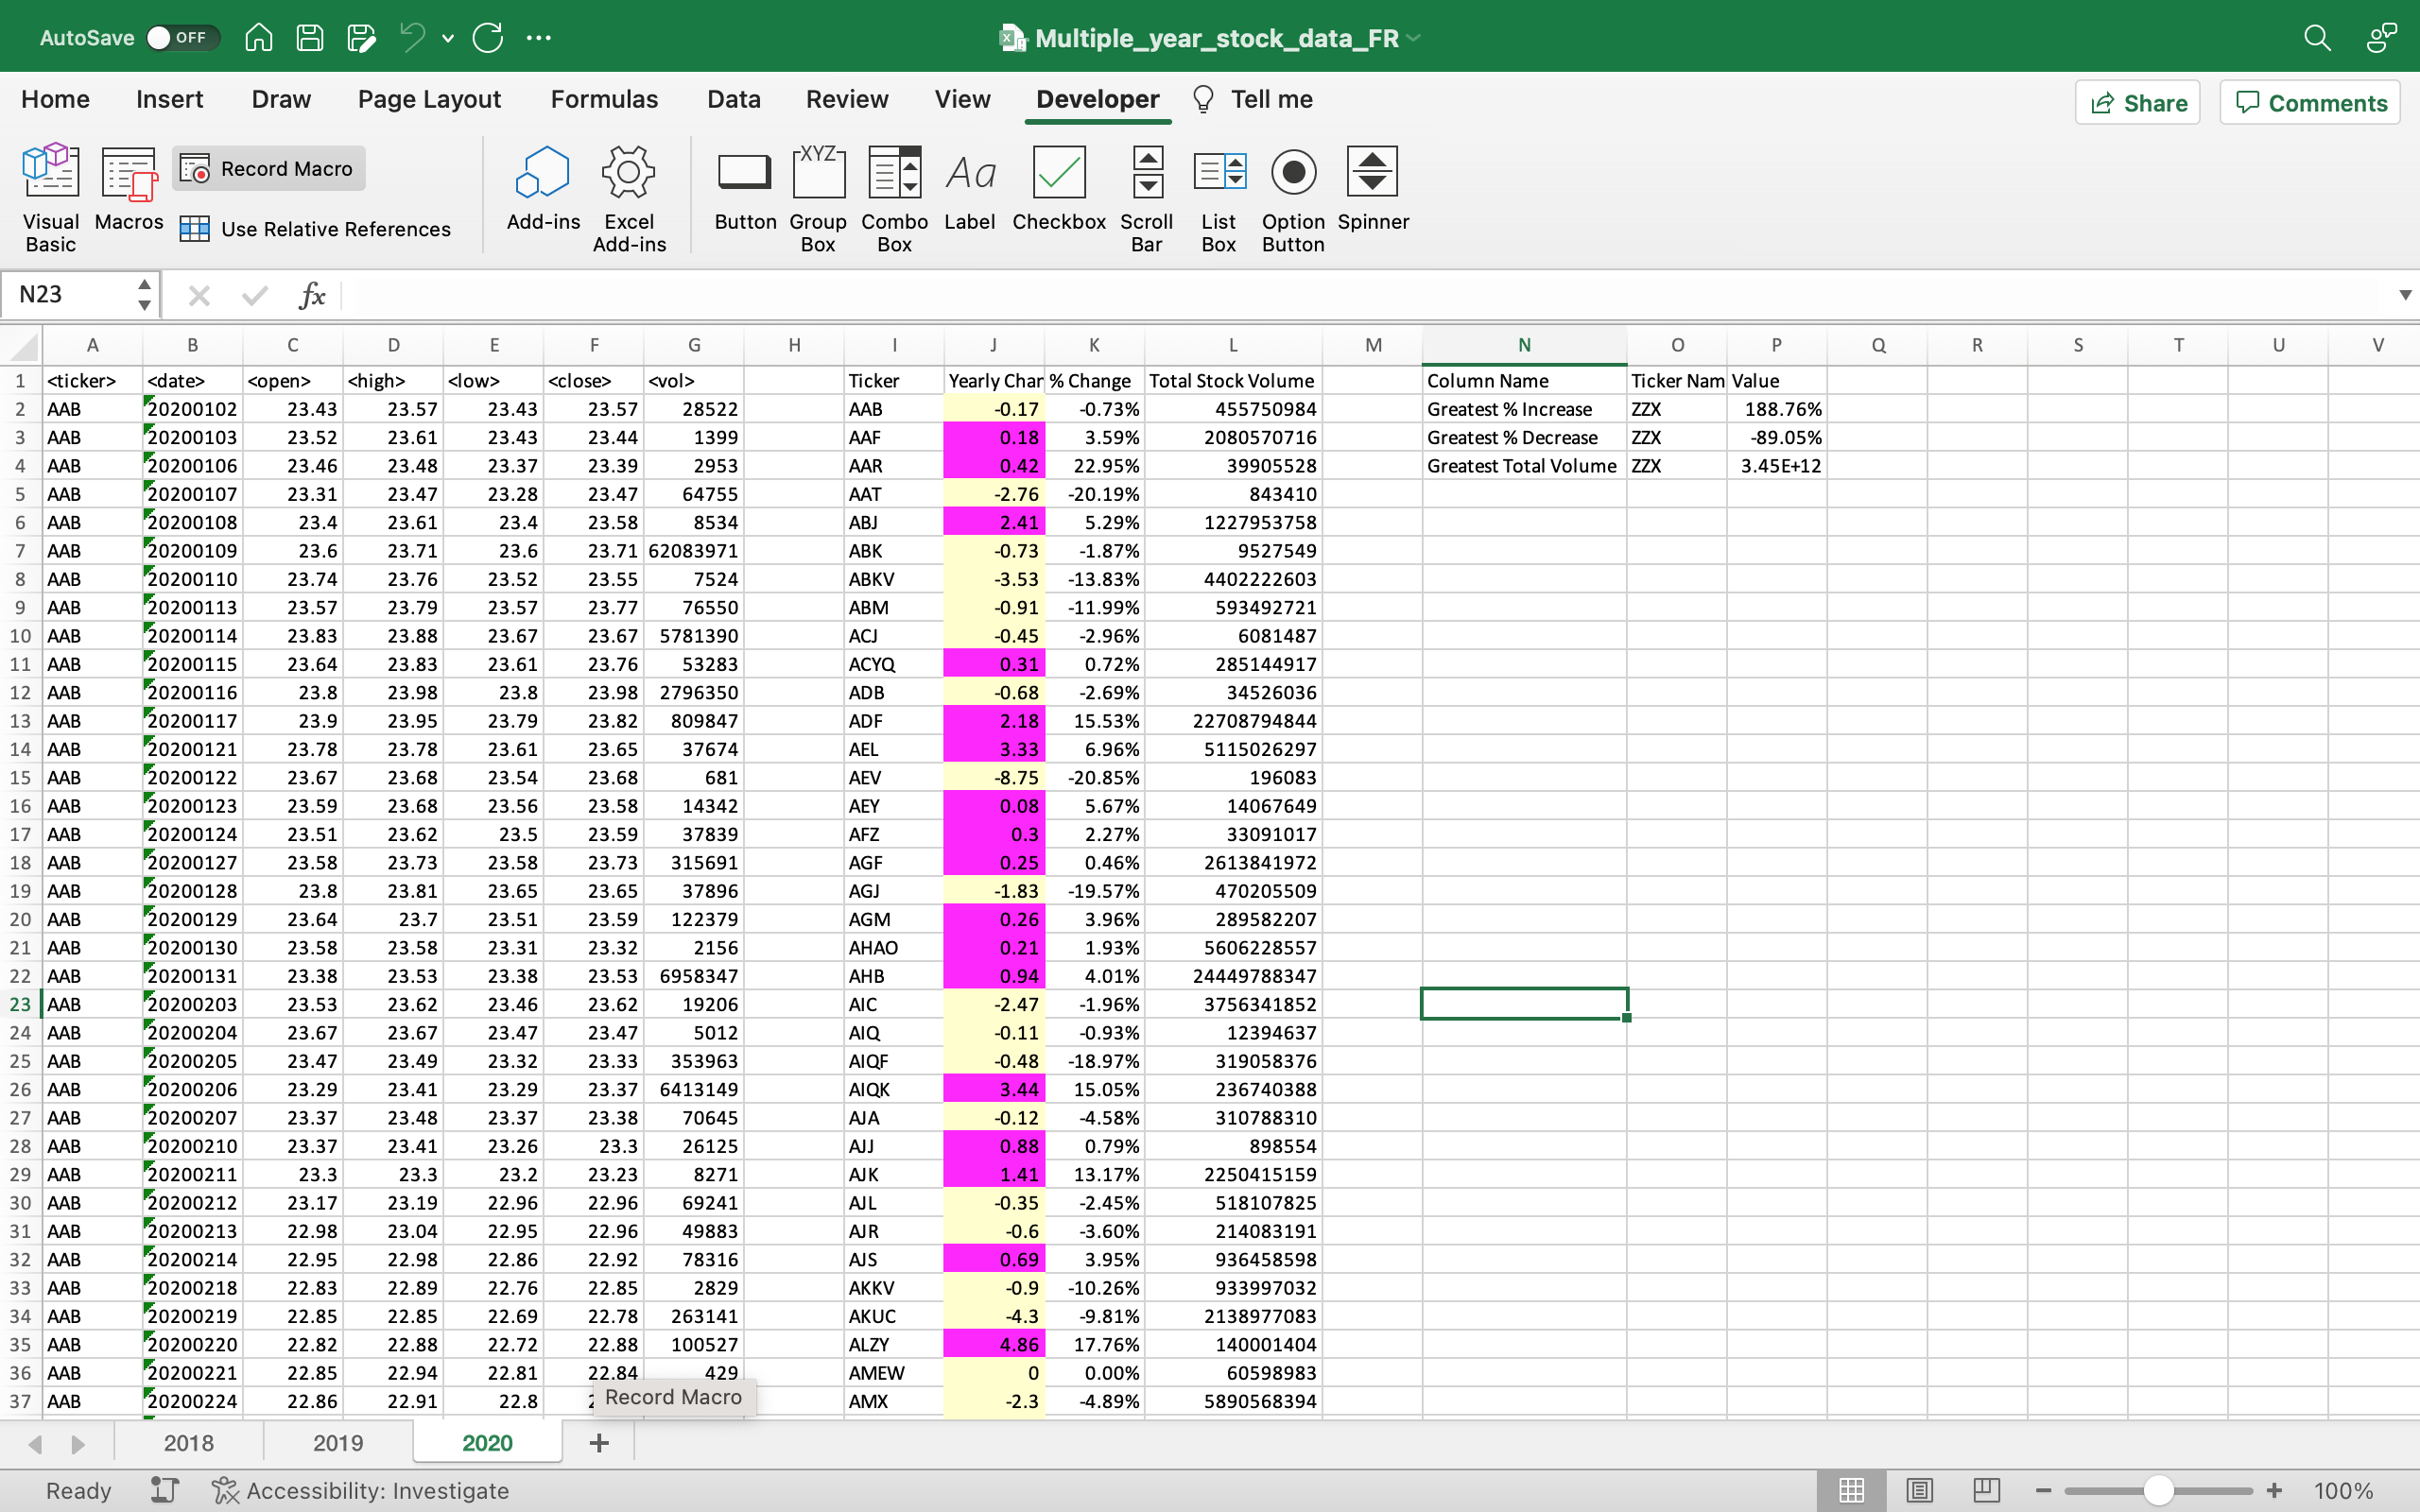 AutoSave OFF Multiple_year_stock_data_FR
Home Insert Draw Page Layout Formulas Data Review View Developer Tell me Share Comments
Visual Basic Macros Record Macro Use Relative References Add-ins Excel Add-ins Button Group Box Combo Box Label Checkbox Scroll Bar List Box Option Button Spinner
XYZ Aa
N23 fx
A B C D E F G H I J K L M N O P Q R S T U V
1 <ticker> <date> <open> <high> <low> <close> <vol> Ticker Yearly Char % Change Total Stock Volume Column Name Ticker Nam Value
2 AAB 20200102 23.43 23.57 23.43 23.57 28522 AAB -0.17 -0.73% 455750984 Greatest % Increase ZZX 188.76%
3 AAB 20200103 23.52 23.61 23.43 23.44 1399 AAF 0.18 3.59% 2080570716 Greatest % Decrease ZZX -89.05%
4 AAB 20200106 23.46 23.48 23.37 23.39 2953 AAR 0.42 22.95% 39905528 Greatest Total Volume ZZX 3.45E+12
5 AAB 20200107 23.31 23.47 23.28 23.47 64755 AAT -2.76 -20.19% 843410
6 AAB 20200108 23.4 23.61 23.4 23.58 8534 ABJ 2.41 5.29% 1227953758
7 AAB 20200109 23.6 23.71 23.6 23.71 62083971 ABK -0.73 -1.87% 9527549
8 AAB 20200110 23.74 23.76 23.52 23.55 7524 ABKV -3.53 -13.83% 4402222603
9 AAB 20200113 23.57 23.79 23.57 23.77 76550 ABM -0.91 -11.99% 593492721
10 AAB 20200114 23.83 23.88 23.67 23.67 5781390 ACJ -0.45 -2.96% 6081487
11 AAB 20200115 23.64 23.83 23.61 23.76 53283 ACYQ 0.31 0.72% 285144917
12 AAB 20200116 23.8 23.98 23.8 23.98 2796350 ADB -0.68 -2.69% 34526036
13 AAB 20200117 23.9 23.95 23.79 23.82 809847 ADF 2.18 15.53% 22708794844
14 AAB 20200121 23.78 23.78 23.61 23.65 37674 AEL 3.33 6.96% 5115026297
15 AAB 20200122 23.67 23.68 23.54 23.68 681 AEV -8.75 -20.85% 196083
16 AAB 20200123 23.59 23.68 23.56 23.58 14342 AEY 0.08 5.67% 14067649
17 AAB 20200124 23.51 23.62 23.5 23.59 37839 AFZ 0.3 2.27% 33091017
18 AAB 20200127 23.58 23.73 23.58 23.73 315691 AGF 0.25 0.46% 2613841972
19 AAB 20200128 23.8 23.81 23.65 23.65 37896 AGJ -1.83 -19.57% 470205509
20 AAB 20200129 23.64 23.7 23.51 23.59 122379 AGM 0.26 3.96% 289582207
21 AAB 20200130 23.58 23.58 23.31 23.32 2156 AHAO 0.21 1.93% 5606228557
22 AAB 20200131 23.38 23.53 23.38 23.53 6958347 AHB 0.94 4.01% 24449788347
23 AAB 20200203 23.53 23.62 23.46 23.62 19206 AIC -2.47 -1.96% 3756341852
24 AAB 20200204 23.67 23.67 23.47 23.47 5012 AIQ -0.11 -0.93% 12394637
25 AAB 20200205 23.47 23.49 23.32 23.33 353963 AIQF -0.48 -18.97% 319058376
26 AAB 20200206 23.29 23.41 23.29 23.37 6413149 AIQK 3.44 15.05% 236740388
27 AAB 20200207 23.37 23.48 23.37 23.38 70645 AJA -0.12 -4.58% 310788310
28 AAB 20200210 23.37 23.41 23.26 23.3 26125 AJJ 0.88 0.79% 898554
29 AAB 20200211 23.3 23.3 23.2 23.23 8271 AJK 1.41 13.17% 2250415159
30 AAB 20200212 23.17 23.19 22.96 22.96 69241 AJL -0.35 -2.45% 518107825
31 AAB 20200213 22.98 23.04 22.95 22.96 49883 AJR -0.6 -3.60% 214083191
32 AAB 20200214 22.95 22.98 22.86 22.92 78316 AJS 0.69 3.95% 936458598
33 AAB 20200218 22.83 22.89 22.76 22.85 2829 AKKV -0.9 -10.26% 933997032
34 AAB 20200219 22.85 22.85 22.69 22.78 263141 AKUC -4.3 -9.81% 2138977083
35 AAB 20200220 22.82 22.88 22.72 22.88 100527 ALZY 4.86 17.76% 140001404
36 AAB 20200221 22.85 22.94 22.81 22.84 429 AMEW 0 0.00% 60598983
37 AAB 20200224 22.86 22.91 22.8 AMX -2.3 -4.89% 5890568394
Record Macro
2018 2019 2020 +
Ready Accessibility: Investigate 100%